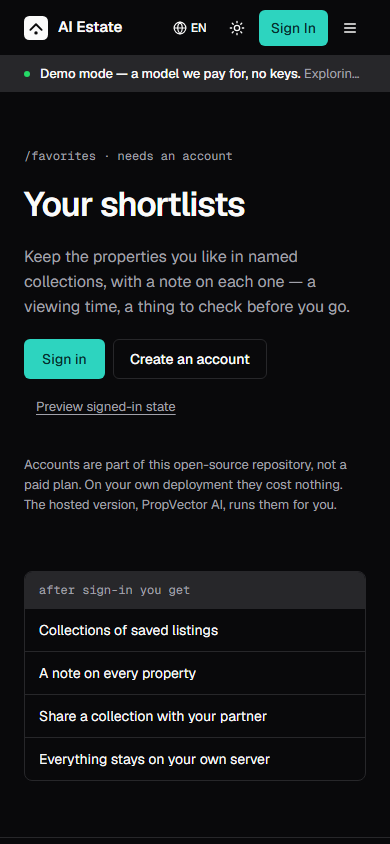 AI Estate
EN
Sign In
Demo mode — a model we pay for, no keys. Explorin...
/favorites · needs an account
Your shortlists
Keep the properties you like in named
collections, with a note on each one — a
viewing time, a thing to check before you go.
Sign in
Create an account
Preview signed-in state
Accounts are part of this open-source repository, not a
paid plan. On your own deployment they cost nothing.
The hosted version, PropVector AI, runs them for you.
after sign-in you get
Collections of saved listings
A note on every property
Share a collection with your partner
Everything stays on your own server